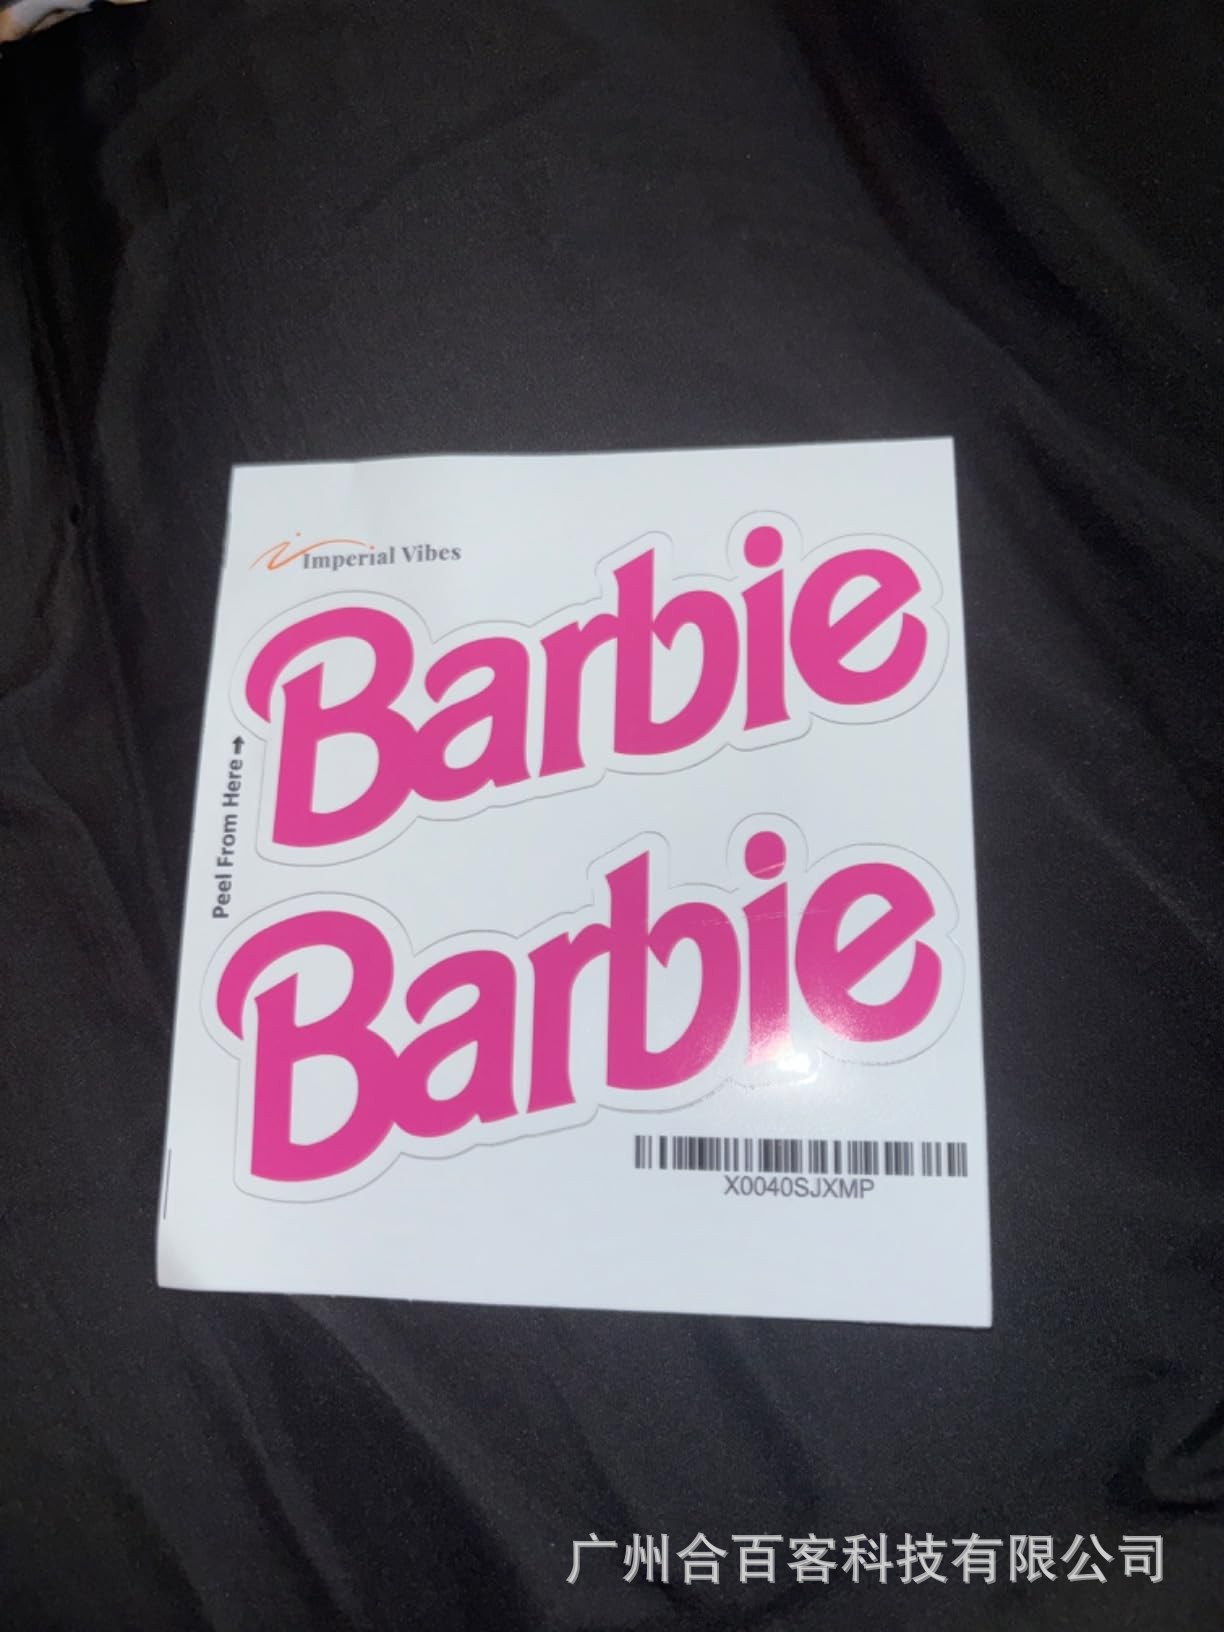 Imperial Vibes
Barbie
Peel From Here
Barbie
X0040SJXMP
广州合百客科技有限公司